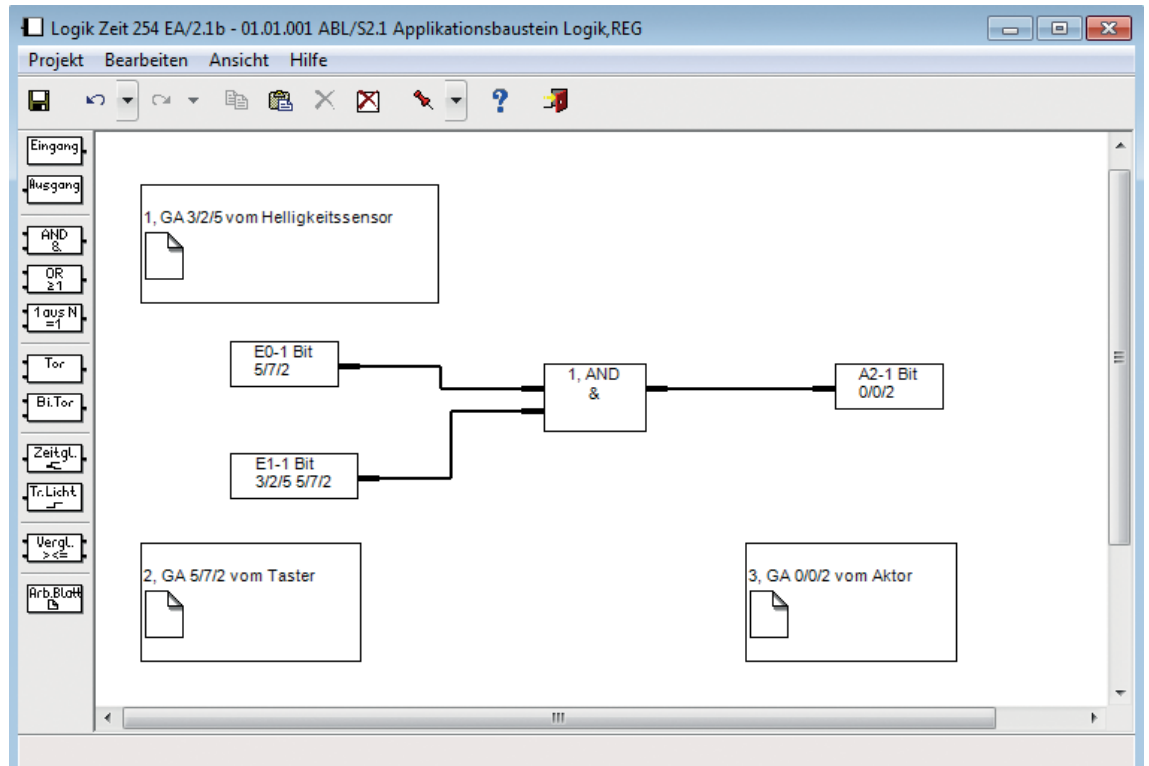 Logik Zeit 254 EA/2.1b - 01.01.001 ABL/S2.1 Applikationsbaustein Logik,REG
Projekt Bearbeiten Ansicht Hilfe
?
Eingang
Ausgang
AND
&
OR
≥1
1 aus N
=1
Tor
Bi.Tor
Zeitgl.
Tr.Licht
Vergl.
><=
Arb.Blatt
1, GA 3/2/5 vom Helligkeitssensor
E0-1 Bit
5/7/2
1, AND
&
A2-1 Bit
0/0/2
E1-1 Bit
3/2/5 5/7/2
2, GA 5/7/2 vom Taster
3, GA 0/0/2 vom Aktor